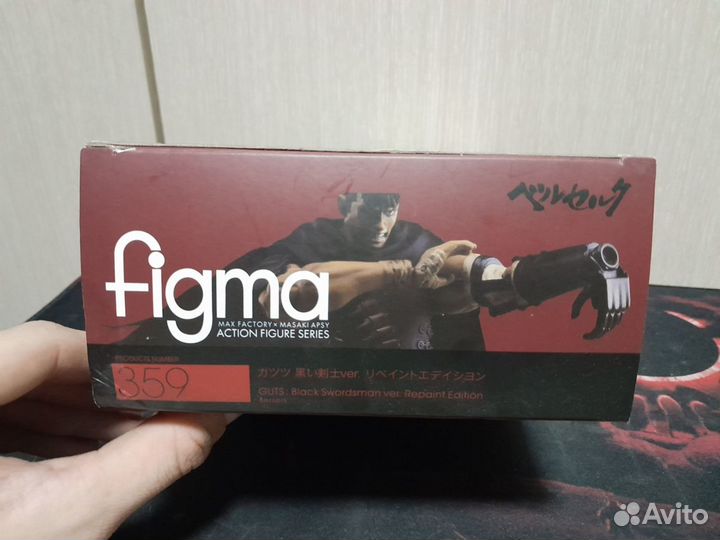 ベルセルク
figma
MAX FACTORY × MASAKI APSY
ACTION FIGURE SERIES
PRODUCTS NUMBER
359
ガッツ 黒い剣士ver. リペイントエディション
GUTS : Black Swordsman ver. Repaint Edition
Avito